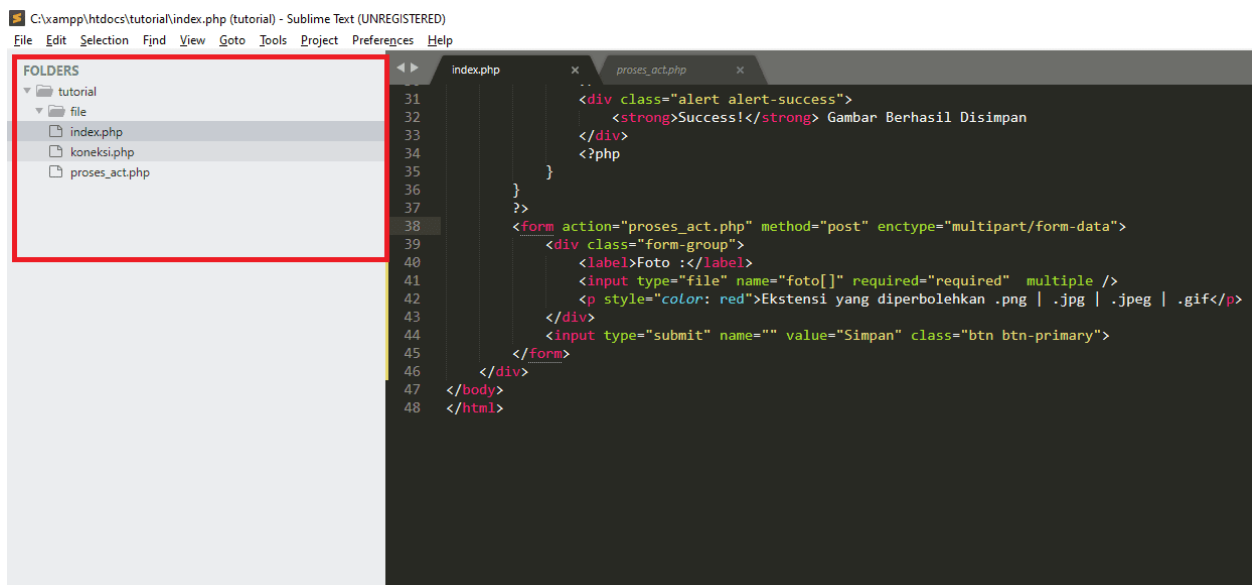 C:\xampp\htdocs\tutorial\index.php (tutorial) - Sublime Text (UNREGISTERED)
File Edit Selection Find View Goto Tools Project Preferences Help
FOLDERS
tutorial
file
index.php
koneksi.php
proses_act.php
index.php × proses_act.php ×
31 <div class="alert alert-success">
32 <strong>Success!</strong> Gambar Berhasil Disimpan
33 </div>
34 <?php
35 }
36 }
37 ?>
38 <form action="proses_act.php" method="post" enctype="multipart/form-data">
39 <div class="form-group">
40 <label>Foto :</label>
41 <input type="file" name="foto[]" required="required"  multiple />
42 <p style="color: red">Ekstensi yang diperbolehkan .png | .jpg | .jpeg | .gif</p>
43 </div>
44 <input type="submit" name="" value="Simpan" class="btn btn-primary">
45 </form>
46 </div>
47 </body>
48 </html>